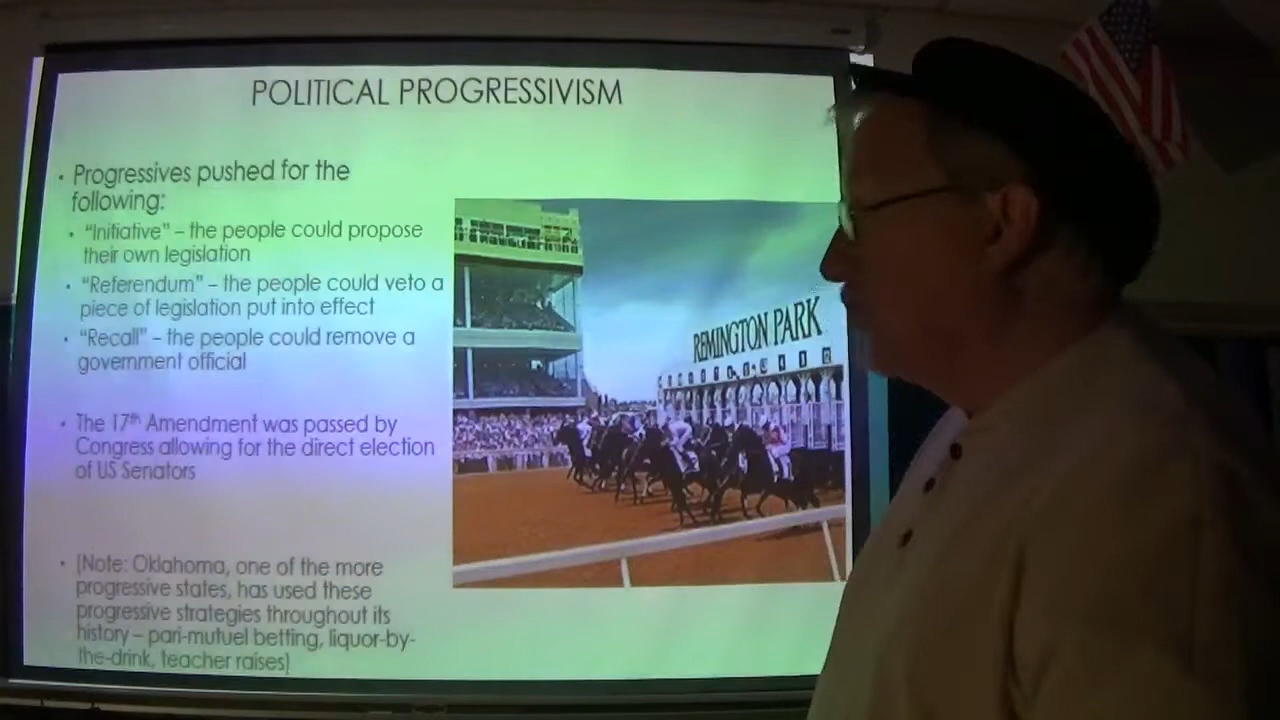 POLITICAL PROGRESSIVISM
• Progressives pushed for the
following:
• “Initiative” – the people could propose
their own legislation
• “Referendum” – the people could veto a
piece of legislation put into effect
• “Recall” – the people could remove a
government official
• The 17th Amendment was passed by
Congress allowing for the direct election
of US Senators
• (Note: Oklahoma, one of the more
progressive states, has used these
progressive strategies throughout its
history – pari-mutuel betting, liquor-by-
the-drink, teacher raises)
REMINGTON PARK